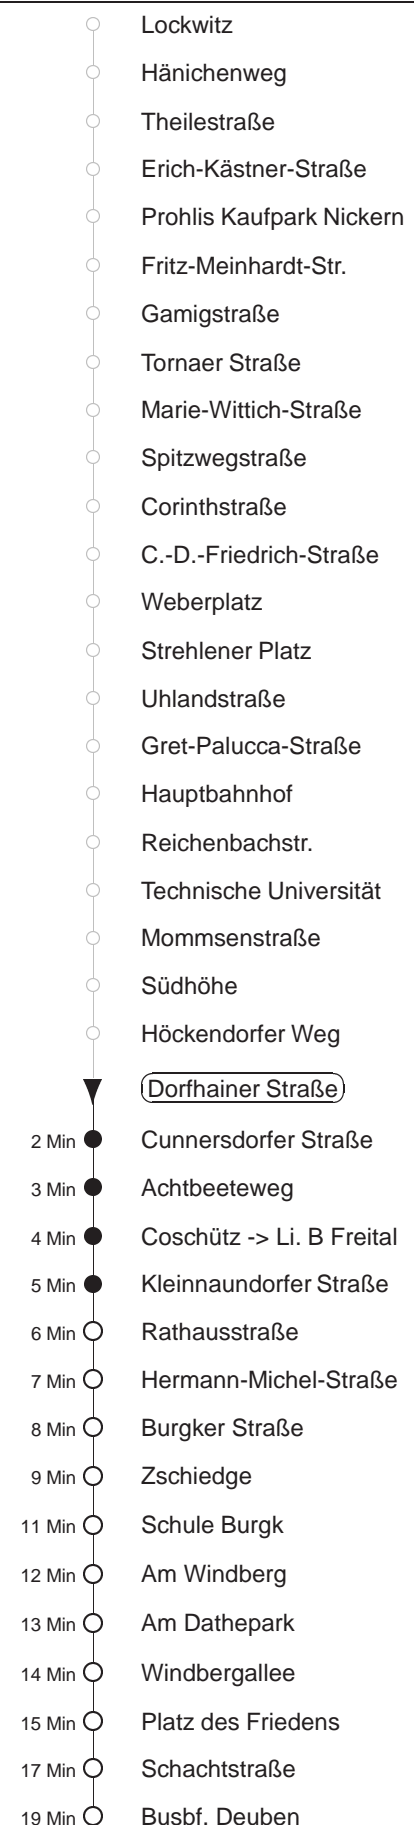 Lockwitz
Hänichenweg
Theilestraße
Erich-Kästner-Straße
Prohlis Kaufpark Nickern
Fritz-Meinhardt-Str.
Gamigstraße
Tornaer Straße
Marie-Wittich-Straße
Spitzwegstraße
Corinthstraße
C.-D.-Friedrich-Straße
Weberplatz
Strehlener Platz
Uhlandstraße
Gret-Palucca-Straße
Hauptbahnhof
Reichenbachstr.
Technische Universität
Mommsenstraße
Südhöhe
Höckendorfer Weg
Dorfhainer Straße
2 Min Cunnersdorfer Straße
3 Min Achtbeeteweg
4 Min Coschütz -> Li. B Freital
5 Min Kleinnaundorfer Straße
6 Min Rathausstraße
7 Min Hermann-Michel-Straße
8 Min Burgker Straße
9 Min Zschiedge
11 Min Schule Burgk
12 Min Am Windberg
13 Min Am Dathepark
14 Min Windbergallee
15 Min Platz des Friedens
17 Min Schachtstraße
19 Min Busbf. Deuben